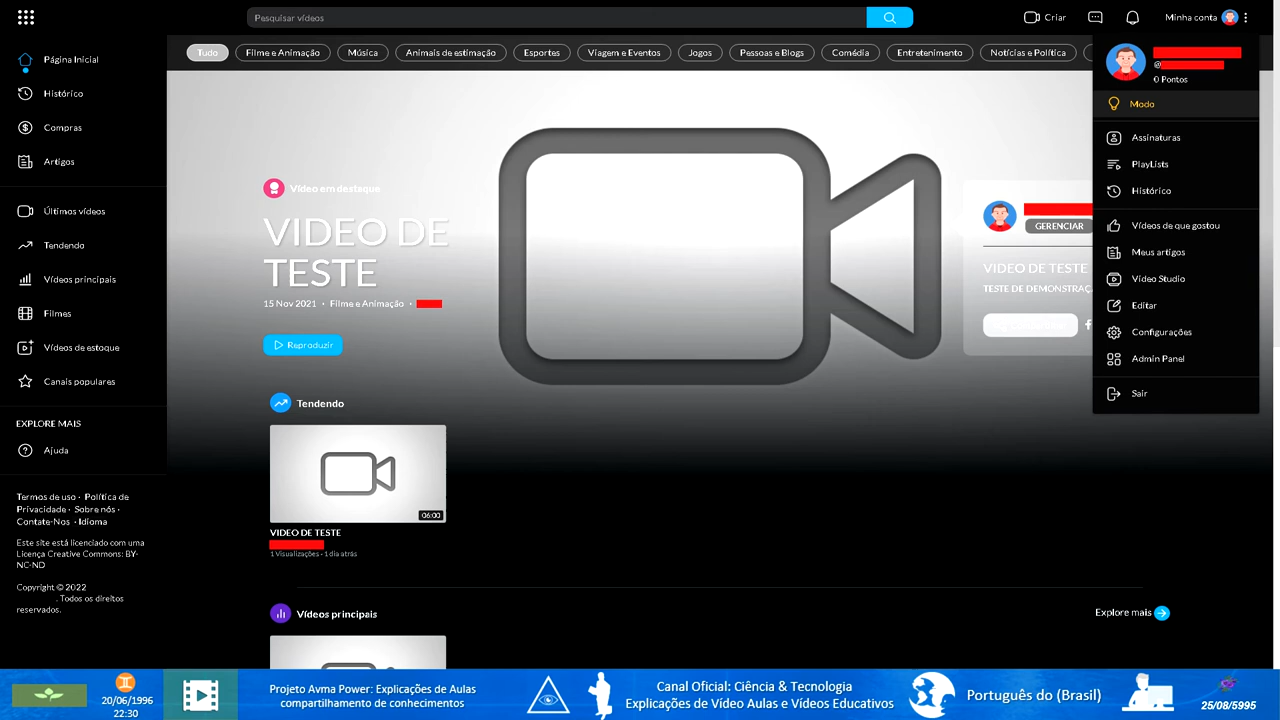 Pesquisar vídeos
Criar
Minha conta
Página Inicial
Histórico
Compras
Artigos
Últimas vídeos
Tendenda
Vídeos principais
Filmes
Vídeos de estoque
Canais populares
EXPLORE MAIS
Ajuda
Termos de uso · Política de
Privacidade · Sobre nós ·
Contate-Nos · Idioma
Este site está licenciado com uma
Licença Creative Commons: BY-
NC-ND
Copyright © 2022
. Todos os direitos
reservados.
Tudo
Filme e Animação
Música
Animais de estimação
Esportes
Viagem e Eventos
Jogos
Pessoas e Blogs
Comédia
Entretenimento
Notícias e Política
Vídeo em destaque
VIDEO DE
TESTE
15 Nov 2021 · Filme e Animação ·
Reproduzir
GERENCIAR
VIDEO DE TESTE
TESTE DE DEMONSTRAÇ
@
0 Pontos
Modo
Assinaturas
PlayLists
Histórico
Vídeos de que gostou
Meus artigos
Video Studio
Editar
Configurações
Admin Panel
Sair
Tendendo
06:00
VIDEO DE TESTE
1 Visualizações · 1 dia atrás
Vídeos principais
Explore mais
20/06/1996
22:30
Projeto Avma Power: Explicações de Aulas
compartilhamento de conhecimentos
Canal Oficial: Ciência & Tecnologia
Explicações de Vídeo Aulas e Vídeos Educativos
Português do (Brasil)
25/08/5995